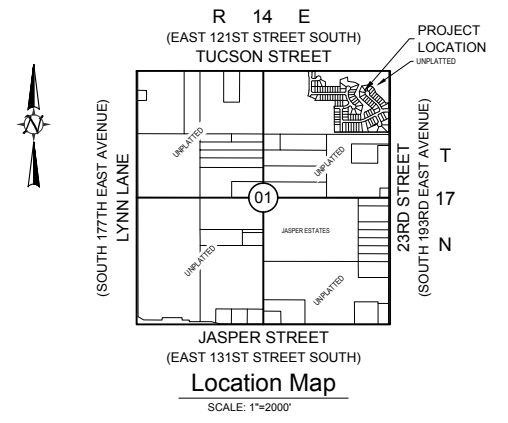 R 14 E
(EAST 121ST STREET SOUTH)
TUCSON STREET
PROJECT
LOCATION
UNPLATTED
N
(SOUTH 177TH EAST AVENUE)
LYNN LANE
UNPLATTED
UNPLATTED
01
JASPER ESTATES
UNPLATTED
UNPLATTED
23RD STREET
(SOUTH 193RD EAST AVENUE)
T
17
N
JASPER STREET
(EAST 131ST STREET SOUTH)
Location Map
SCALE: 1"=2000'